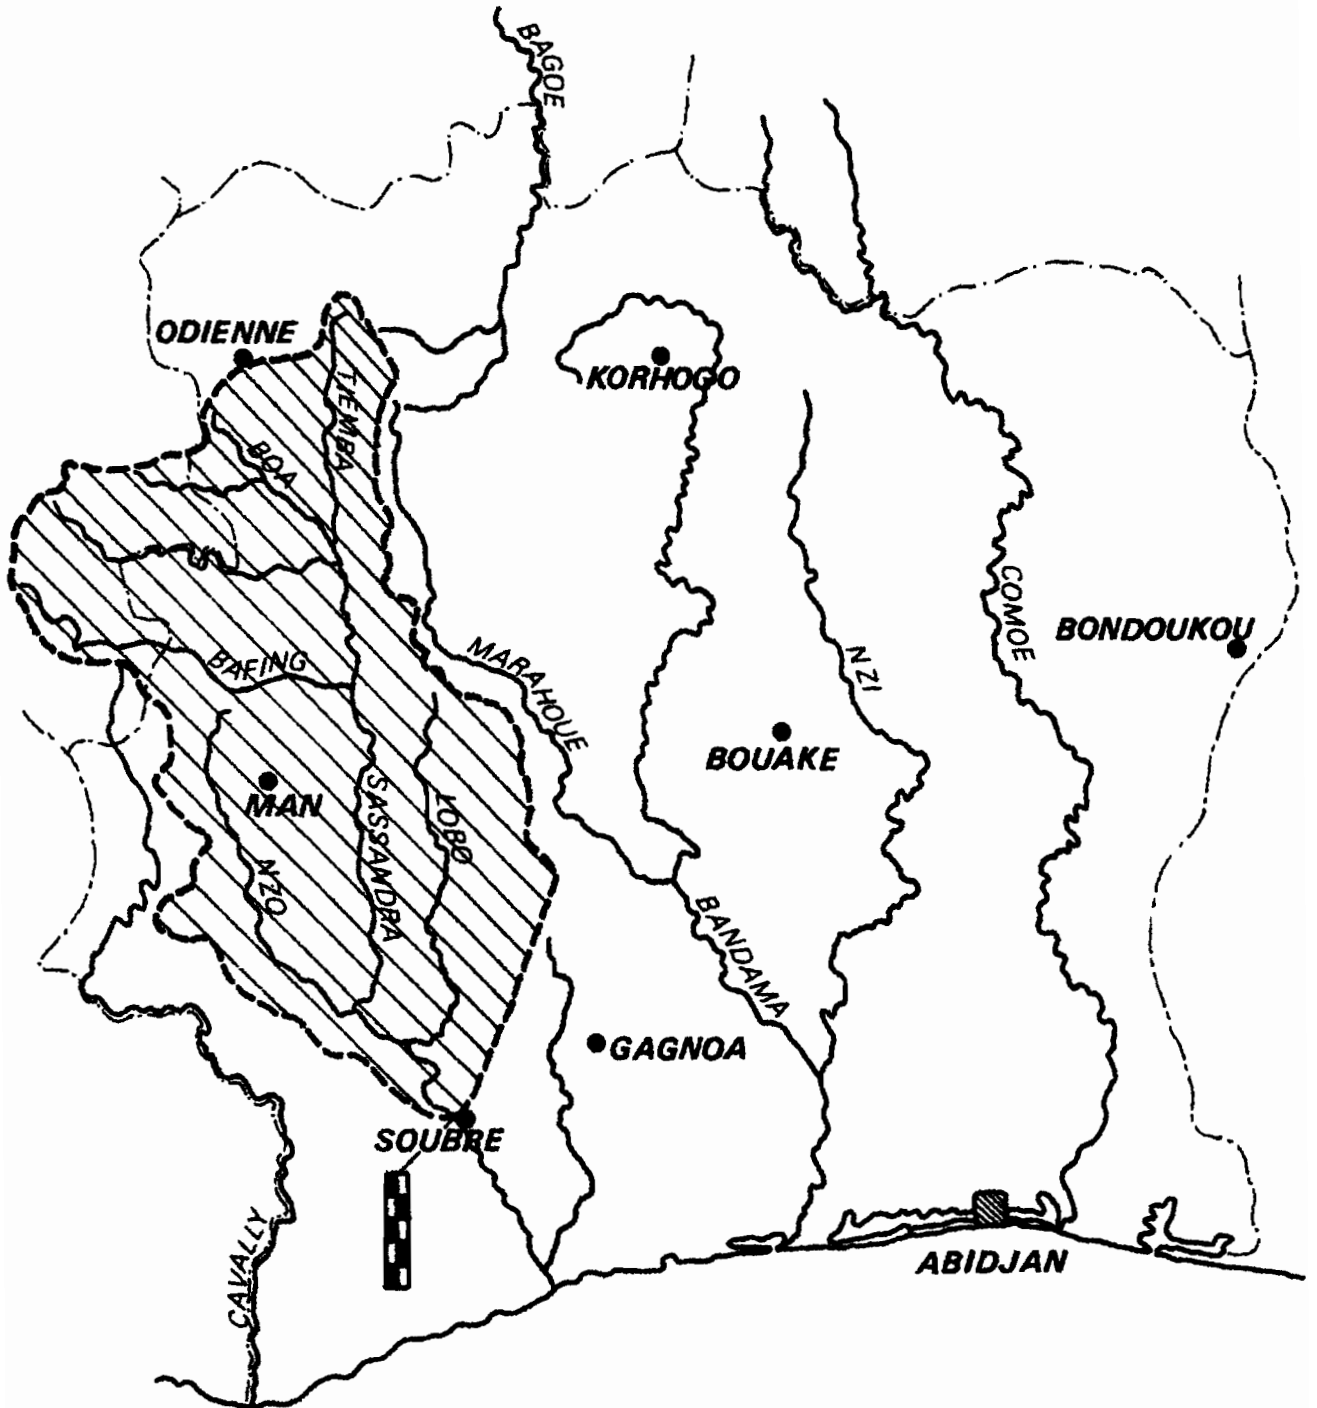 BAGOE
ODIENNE
KORHOGO
TIEMBA
BOA
COMOE
BONDOUKOU
MARAHOUE
BAFING
NZI
BOUAKE
MAN
SASSANDRA
LOBO
NZO
BANDAMA
GAGNOA
SOUBRE
CAVALLY
ABIDJAN